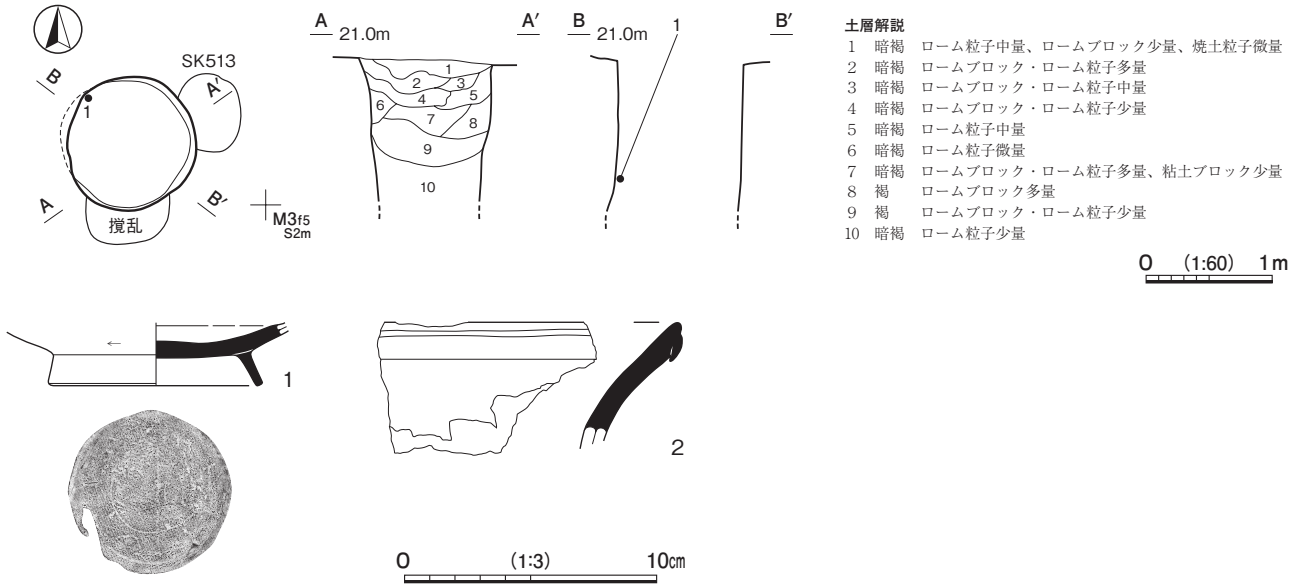 SK513
B
A′
1
A
B′
M3f5
S2m
撹乱
A 21.0m A′
1
2
3
4
5
6
7
8
9
10
B 21.0m 1 B′
土層解説
1 暗褐 ローム粒子中量、ロームブロック少量、焼土粒子微量
2 暗褐 ロームブロック・ローム粒子多量
3 暗褐 ロームブロック・ローム粒子中量
4 暗褐 ロームブロック・ローム粒子少量
5 暗褐 ローム粒子中量
6 暗褐 ローム粒子微量
7 暗褐 ロームブロック・ローム粒子多量、粘土ブロック少量
8 褐 ロームブロック多量
9 褐 ロームブロック・ローム粒子少量
10 暗褐 ローム粒子少量
0 (1:60) 1m
1
2
0 (1:3) 10cm